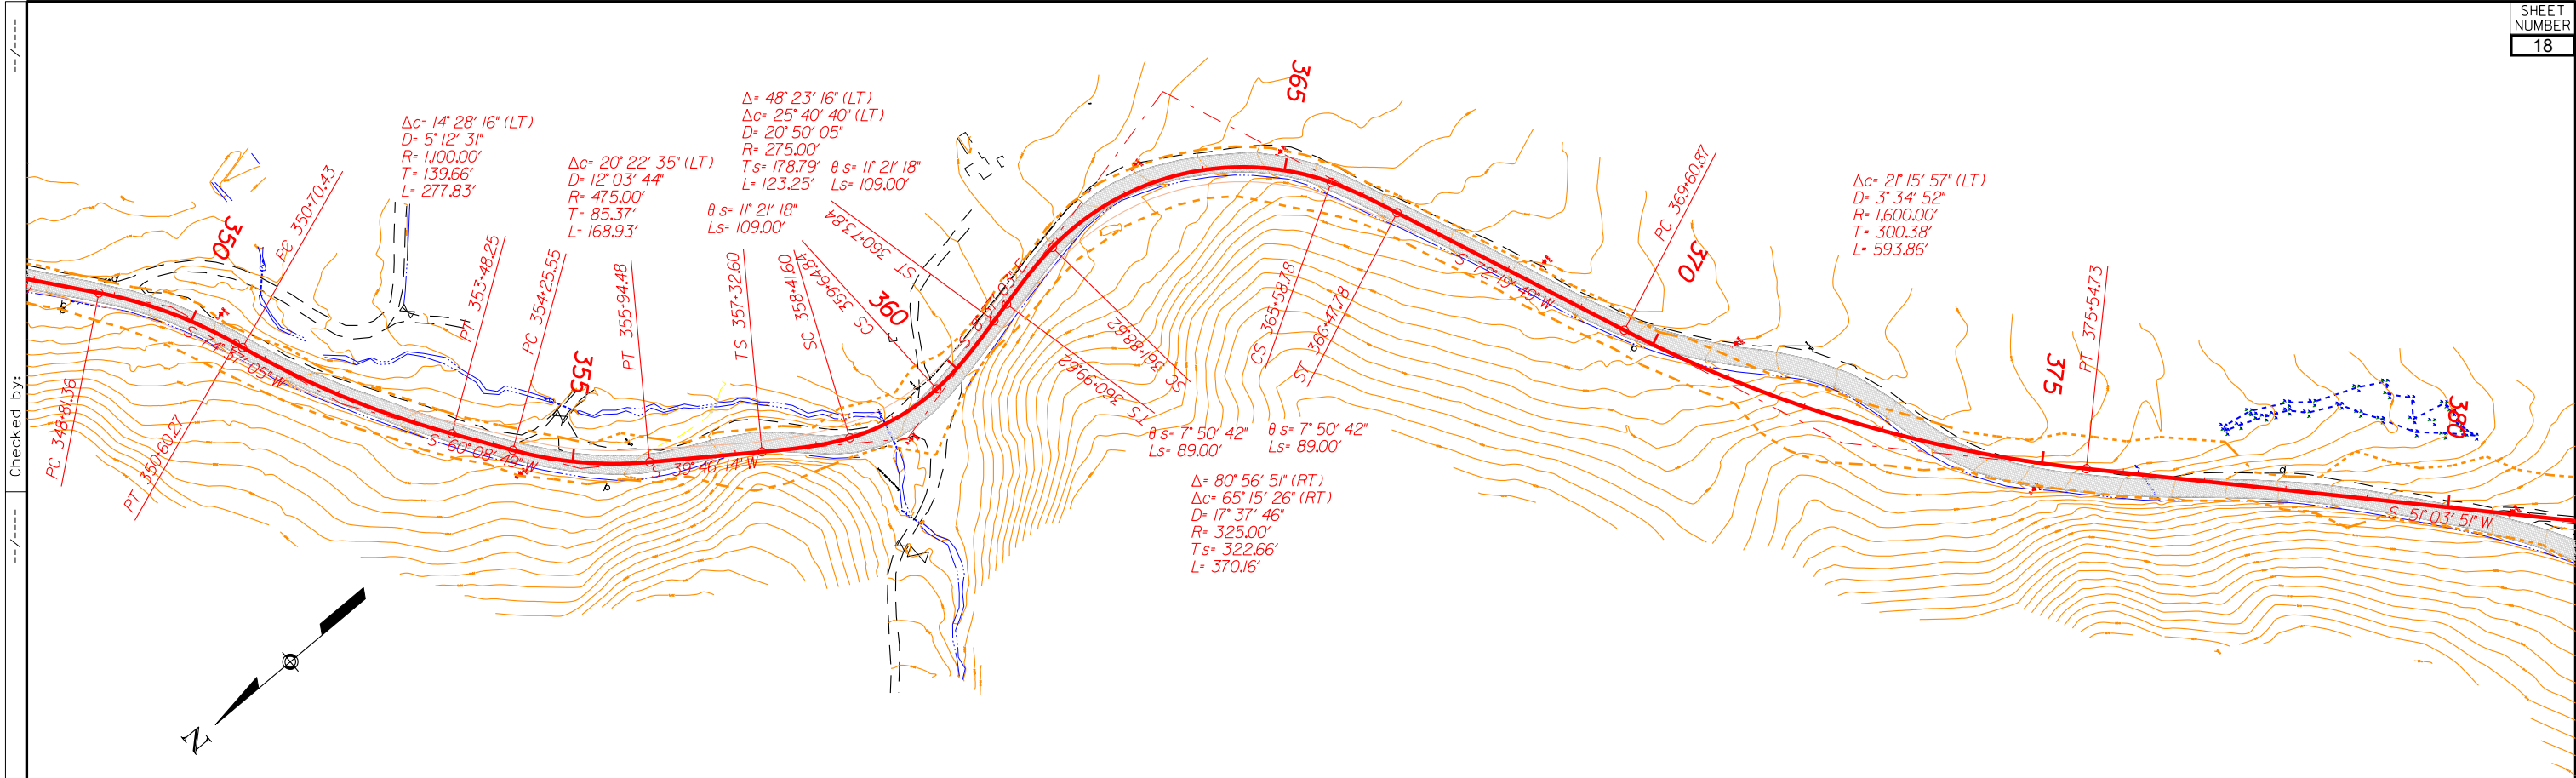 SHEET
NUMBER
18
--/----
Checked by:
--/----
Δ= 48° 23' 16" (LT)
Δc= 25° 40' 40" (LT)
D= 20° 50' 05"
R= 275.00'
Ts= 178.79' θs= 11° 21' 18"
L= 123.25' Ls= 109.00'
θs= 11° 21' 18"
Ls= 109.00'
Δc= 14° 28' 16" (LT)
D= 5° 12' 31"
R= 1,100.00'
T= 139.66'
L= 277.83'
Δc= 20° 22' 35" (LT)
D= 12° 03' 44"
R= 475.00'
T= 85.37'
L= 168.93'
Δc= 21° 15' 57" (LT)
D= 3° 34' 52"
R= 1,600.00'
T= 300.38'
L= 593.86'
350
355
360
365
370
375
380
PC 348+81.36
PT 350+60.27
PC 350+70.43
PT 353+48.25
PC 354+25.55
PT 355+94.48
TS 357+32.60
SC 358+41.60
CS 359+64.84
ST 360+73.84
TS 360+99.62
SC 361+88.62
CS 365+58.78
ST 366+47.78
PC 369+60.87
PT 375+54.73
S 74° 37' 50" W
S 60° 08' 49" W
S 39° 46' 14" W
S 72° 19' 49" W
S 51° 03' 51" W
θs= 7° 50' 42"
Ls= 89.00'
θs= 7° 50' 42"
Ls= 89.00'
Δ= 80° 56' 51" (RT)
Δc= 65° 15' 26" (RT)
D= 17° 37' 46"
R= 325.00'
Ts= 322.66'
L= 370.16'
N